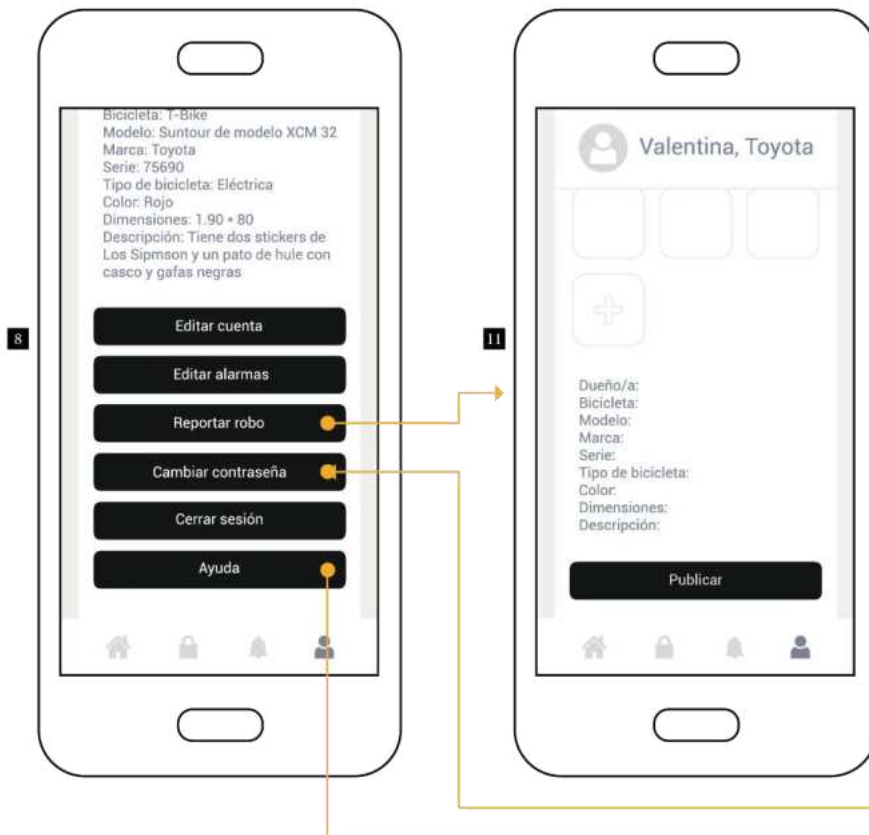 Bicicleta: T-Bike
Modelo: Suntour de modelo XCM 32
Marca: Toyota
Serie: 75690
Tipo de bicicleta: Eléctrica
Color: Rojo
Dimensiones: 1.90 * 80
Descripción: Tiene dos stickers de
Los Sipmson y un pato de hule con
casco y gafas negras
8
Editar cuenta
Editar alarmas
Reportar robo
Cambiar contraseña
Cerrar sesión
Ayuda
Valentina, Toyota
11
Dueño/a:
Bicicleta:
Modelo:
Marca:
Serie:
Tipo de bicicleta:
Color:
Dimensiones:
Descripción:
Publicar